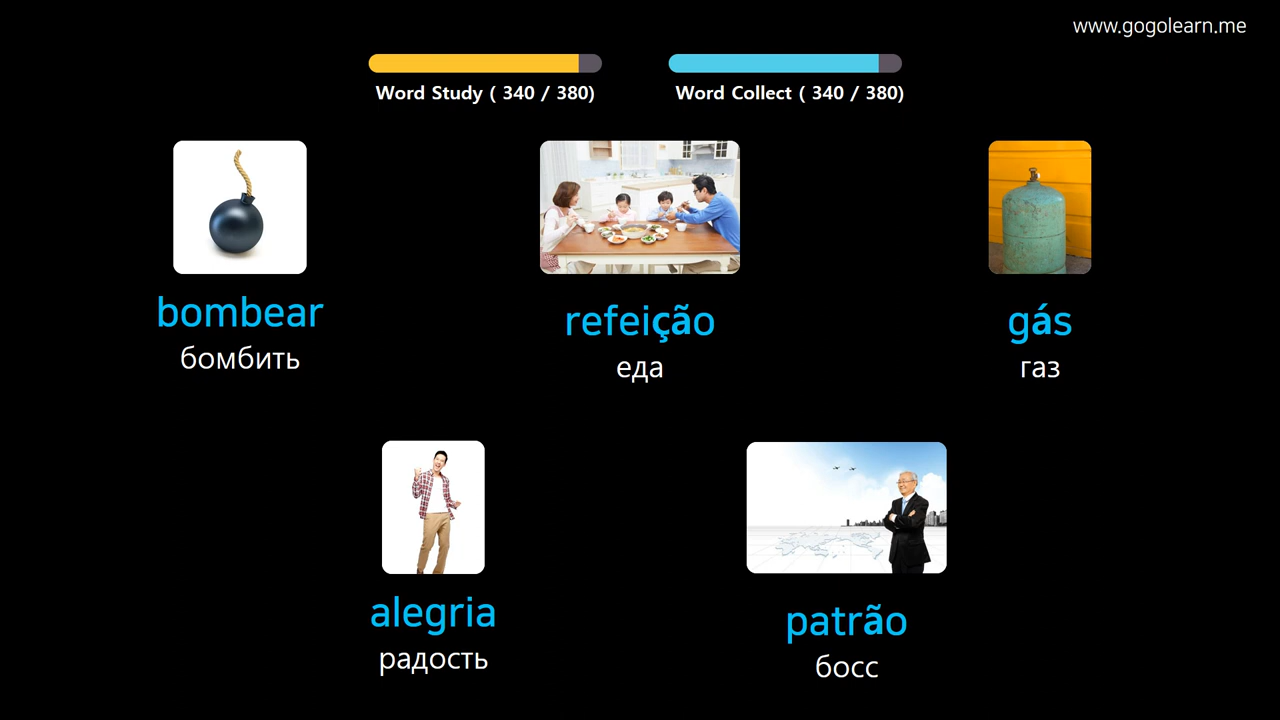 www.gogolearn.me
Word Study ( 340 / 380)
Word Collect ( 340 / 380)
bombear
бомбить
refeição
еда
gás
газ
alegria
радость
patrão
босс